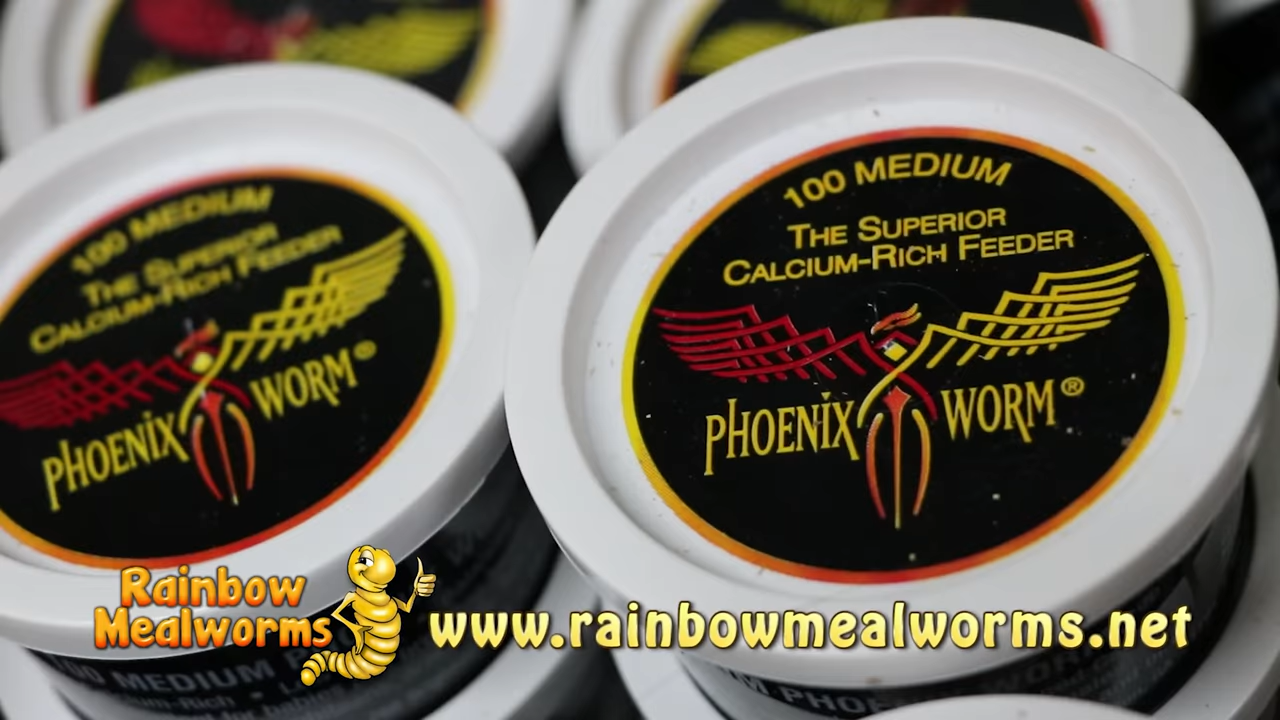 100 MEDIUM
THE SUPERIOR
CALCIUM-RICH FEEDER
PHOENIX WORM®
100 MEDIUM
THE SUPERIOR
CALCIUM-RICH FEEDER
PHOENIX WORM®
Rainbow
Mealworms
www.rainbowmealworms.net
100 MEDIUM